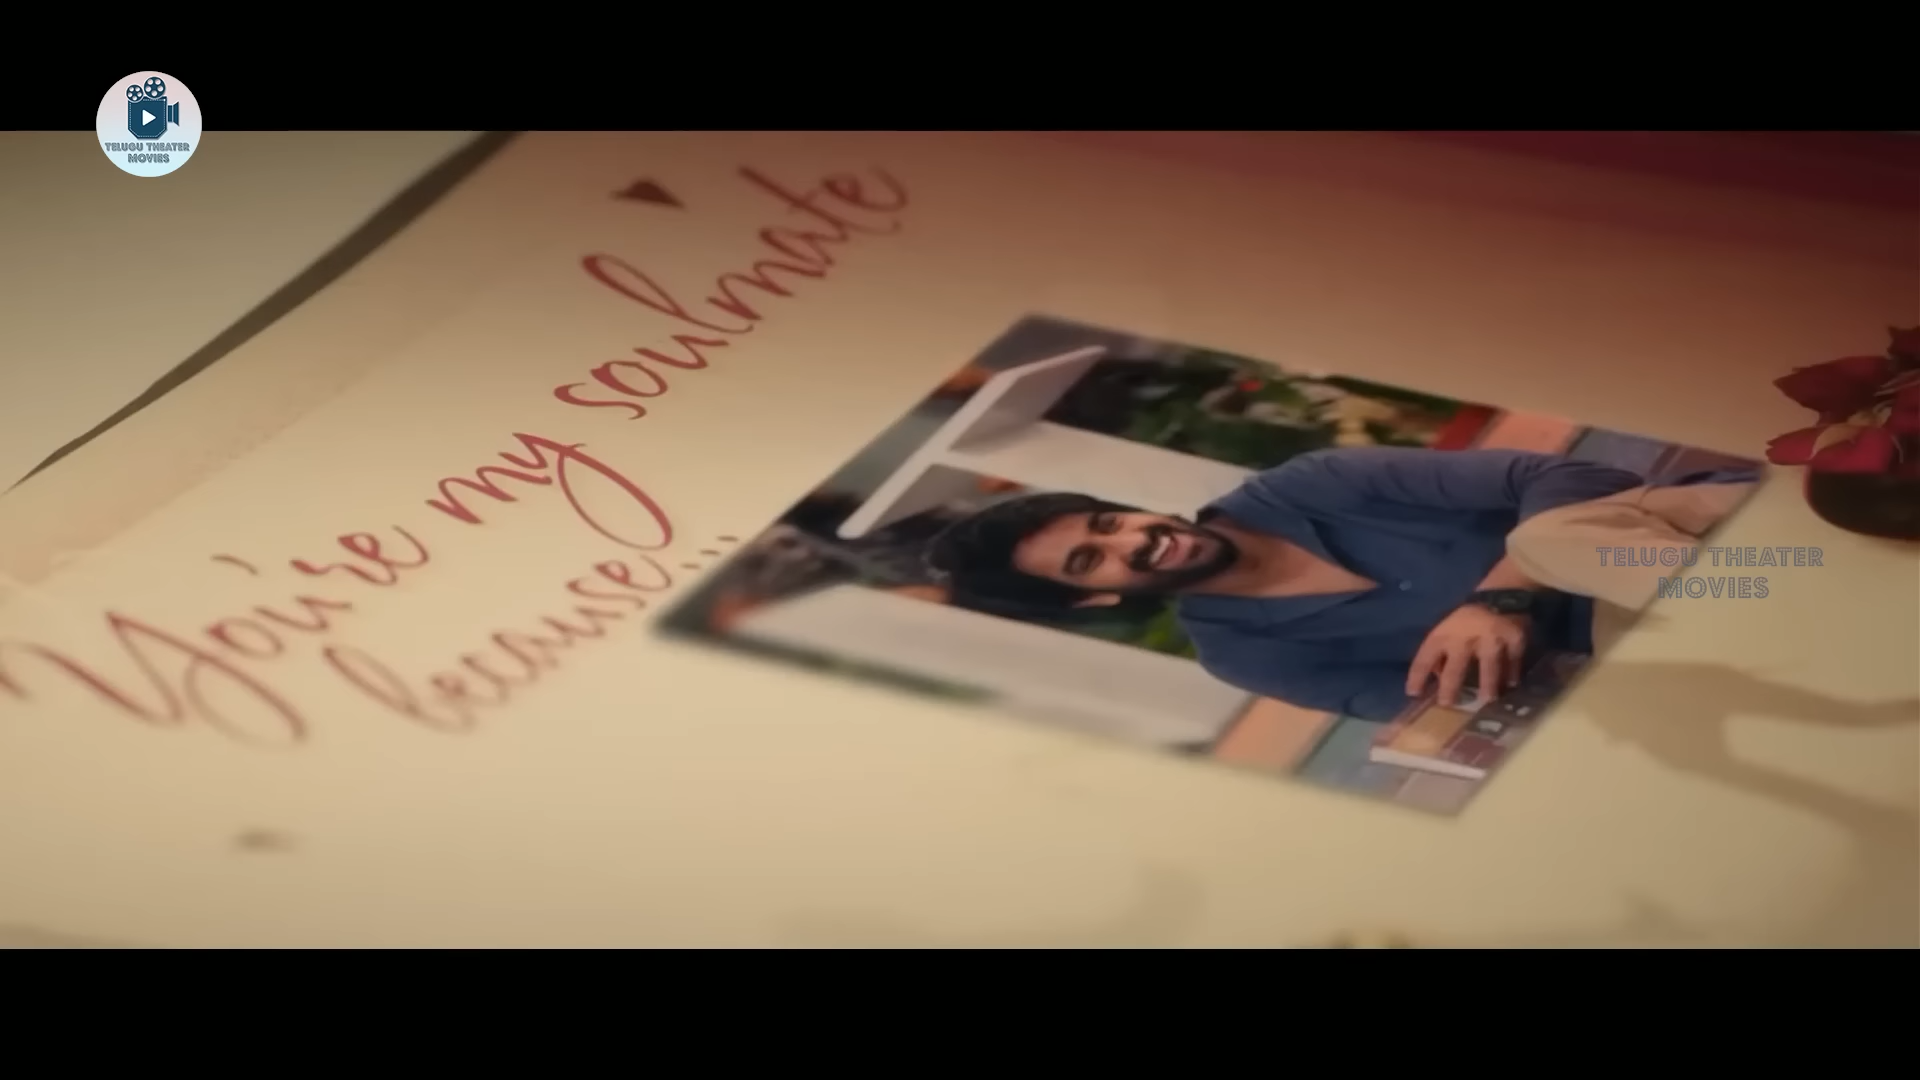 TELUGU THEATER
MOVIES
You're my soulmate
because...
TELUGU THEATER
MOVIES